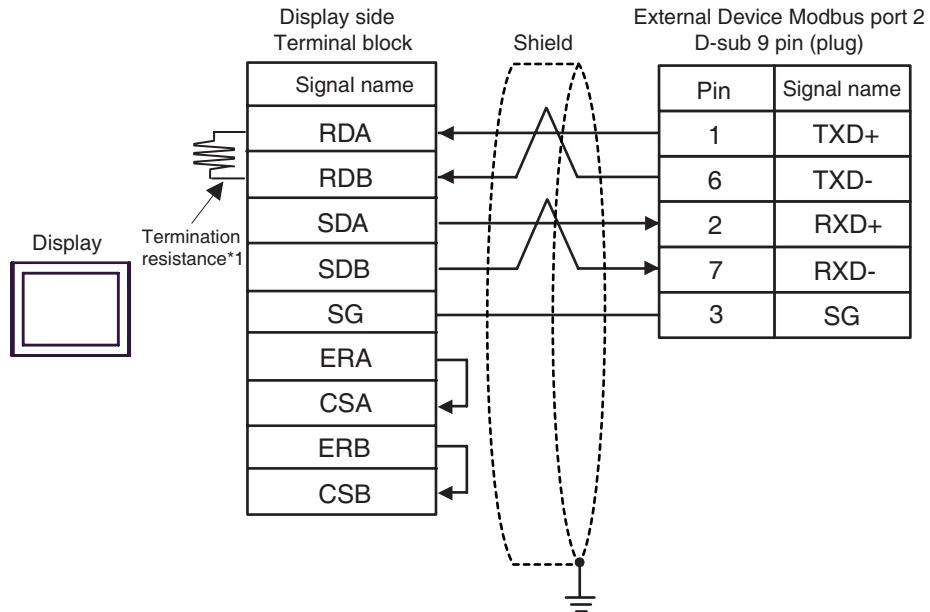 Display side
Terminal block
Shield
External Device Modbus port 2
D-sub 9 pin (plug)
Signal name
RDA
RDB
SDA
SDB
SG
ERA
CSA
ERB
CSB
Pin Signal name
1 TXD+
6 TXD-
2 RXD+
7 RXD-
3 SG
Display
Termination
resistance*1